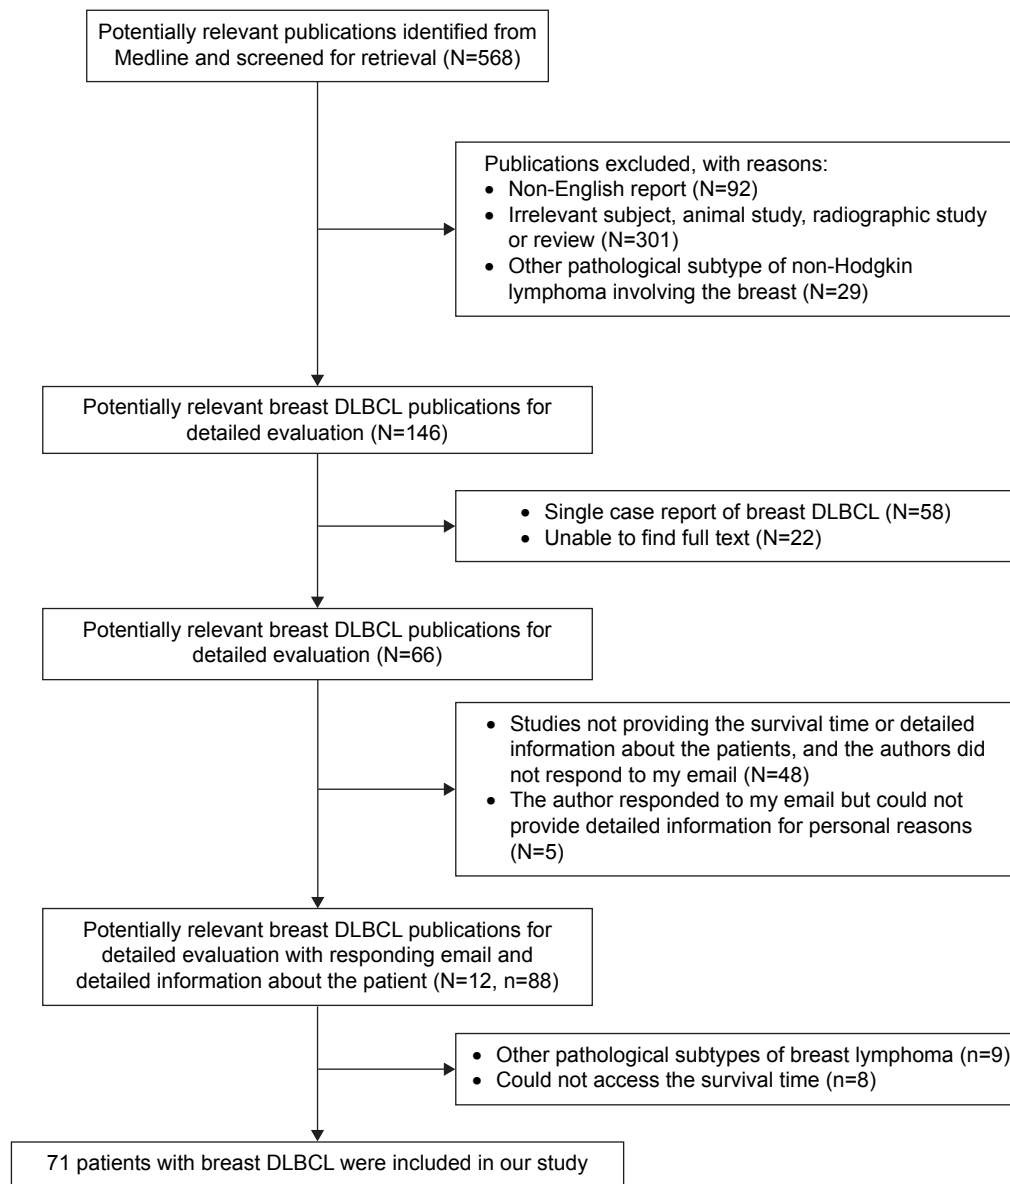 Potentially relevant publications identified from
Medline and screened for retrieval (N=568)
Publications excluded, with reasons:
• Non-English report (N=92)
• Irrelevant subject, animal study, radiographic study
or review (N=301)
• Other pathological subtype of non-Hodgkin
lymphoma involving the breast (N=29)
Potentially relevant breast DLBCL publications for
detailed evaluation (N=146)
• Single case report of breast DLBCL (N=58)
• Unable to find full text (N=22)
Potentially relevant breast DLBCL publications for
detailed evaluation (N=66)
• Studies not providing the survival time or detailed
information about the patients, and the authors did
not respond to my email (N=48)
• The author responded to my email but could not
provide detailed information for personal reasons
(N=5)
Potentially relevant breast DLBCL publications for
detailed evaluation with responding email and
detailed information about the patient (N=12, n=88)
• Other pathological subtypes of breast lymphoma (n=9)
• Could not access the survival time (n=8)
71 patients with breast DLBCL were included in our study